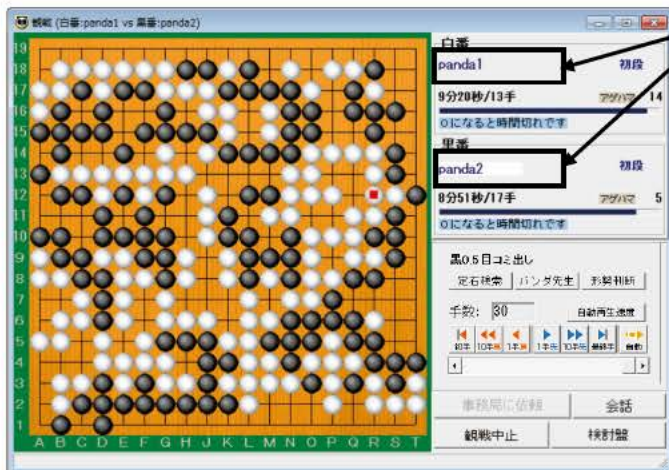 観戦 (白番:panda1 vs 黒番:panda2)
白番
panda1 初段
9分20秒/13手 アゲハマ 14
0になると時間切れです
黒番
panda2 初段
8分51秒/17手 アゲハマ 5
0になると時間切れです
黒0.5目コミ出し
定石検索 パンダ先生 形勢判断
手数: 30 自動再生速度
初手 10手戻 1手戻 1手先 10手先 最終手 自動
事務局に依頼 会話
観戦中止 検討盤
19
18
17
16
15
14
13
12
11
10
9
8
7
6
5
4
3
2
1
A B C D E F G H J K L M N O P Q R S T